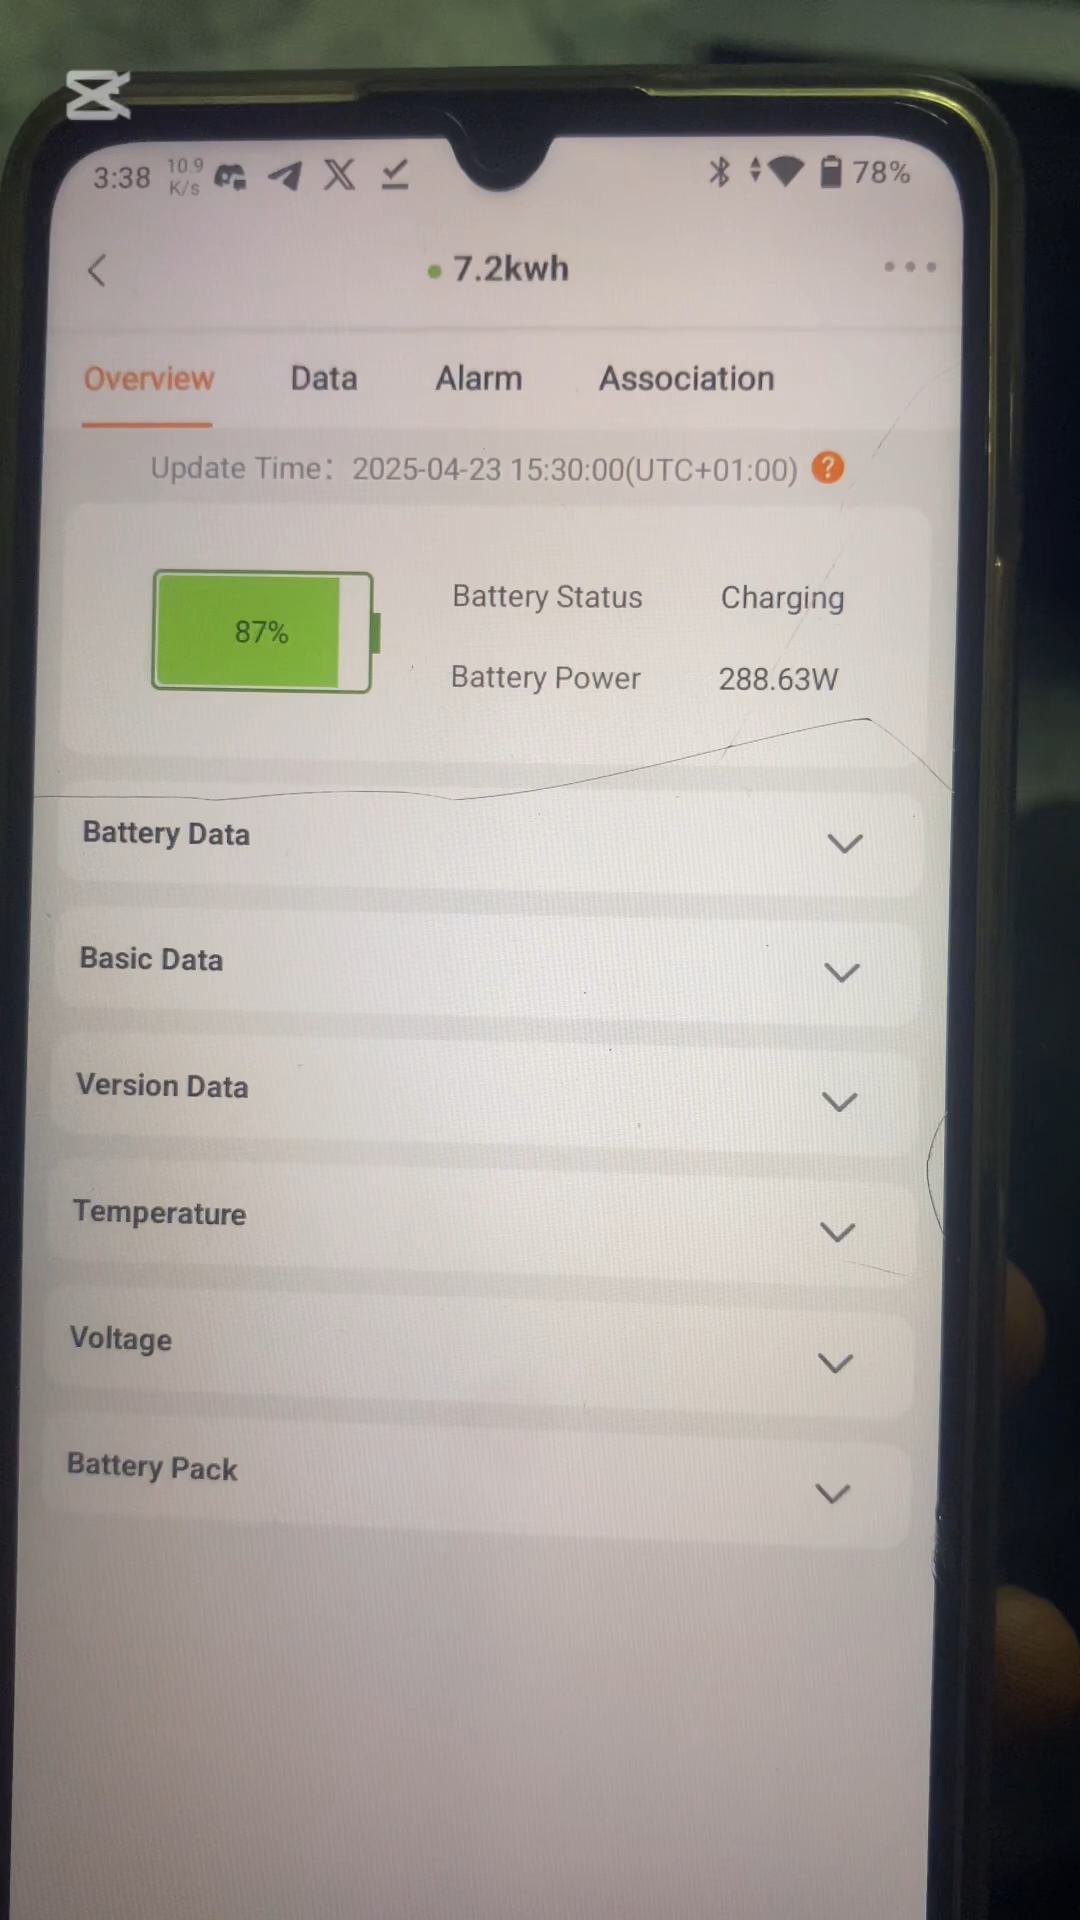 3:38 10.9 K/s 78%
7.2kwh
Overview Data Alarm Association
Update Time: 2025-04-23 15:30:00(UTC+01:00) ?
87%
Battery Status Charging
Battery Power 288.63W
Battery Data
Basic Data
Version Data
Temperature
Voltage
Battery Pack